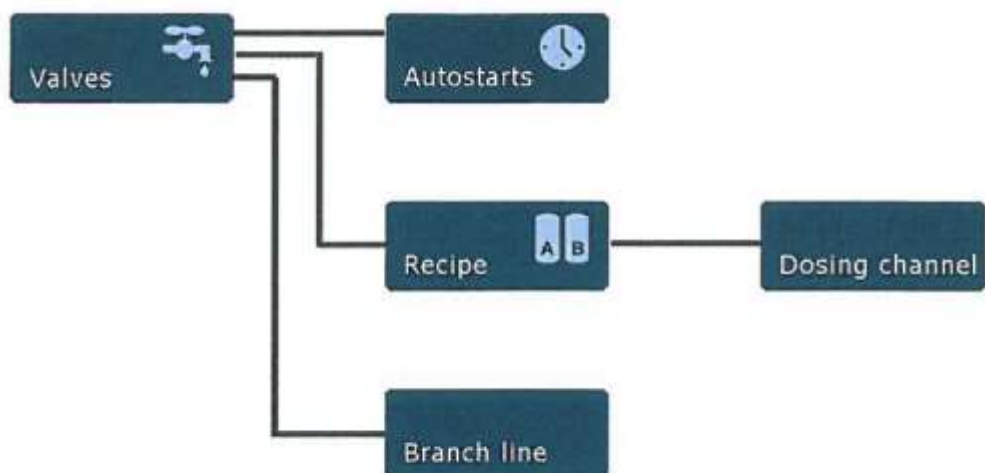 Valves
Autostarts
A B
Recipe
Dosing channel
Branch line